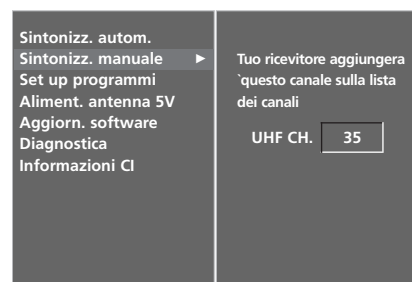 Sintonizz. autom.
Sintonizz. manuale ►
Set up programmi
Aliment. antenna 5V
Aggiorn. software
Diagnostica
Informazioni CI
Tuo ricevitore aggiungera
`questo canale sulla lista
dei canali
UHF CH. 35